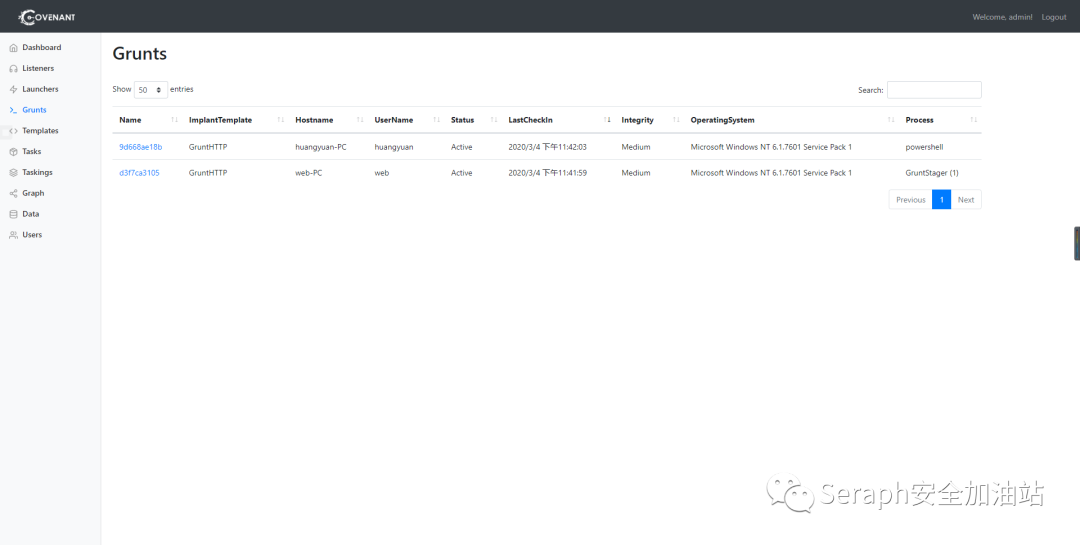 COVENANT
Welcome, admin! Logout
Dashboard
Listeners
Launchers
Grunts
Templates
Tasks
Taskings
Graph
Data
Users
Grunts
Show 50 entries
Search:
Name ImplantTemplate Hostname UserName Status LastCheckIn Integrity OperatingSystem Process
9d668ae18b GruntHTTP huangyuan-PC huangyuan Active 2020/3/4 下午11:42:03 Medium Microsoft Windows NT 6.1.7601 Service Pack 1 powershell
d3f7ca3105 GruntHTTP web-PC web Active 2020/3/4 下午11:41:59 Medium Microsoft Windows NT 6.1.7601 Service Pack 1 GruntStager (1)
Previous 1 Next
Seraph安全加油站